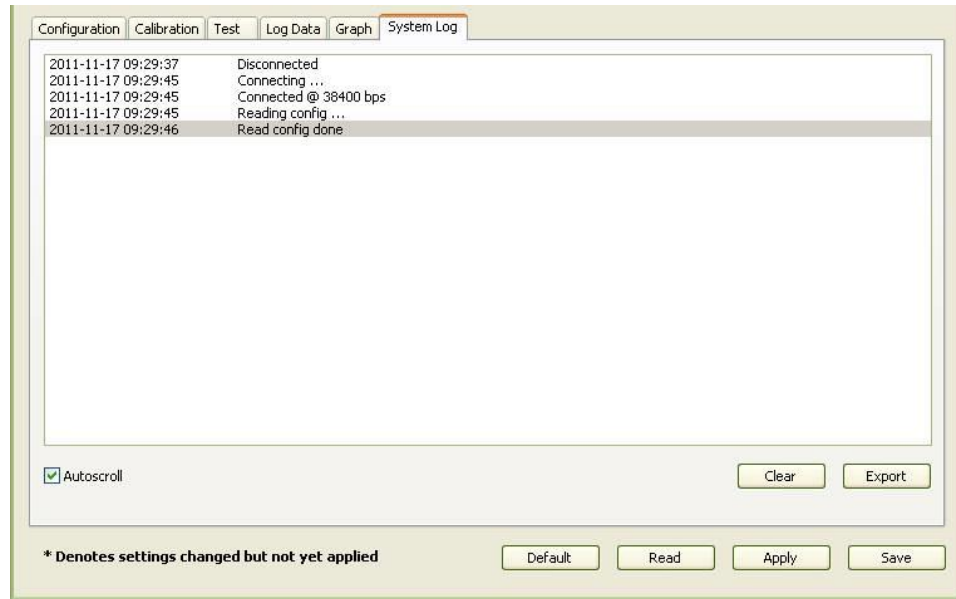 Configuration Calibration Test Log Data Graph System Log
2011-11-17 09:29:37 Disconnected
2011-11-17 09:29:45 Connecting ...
2011-11-17 09:29:45 Connected @ 38400 bps
2011-11-17 09:29:45 Reading config ...
2011-11-17 09:29:46 Read config done
Autoscroll Clear Export
* Denotes settings changed but not yet applied Default Read Apply Save